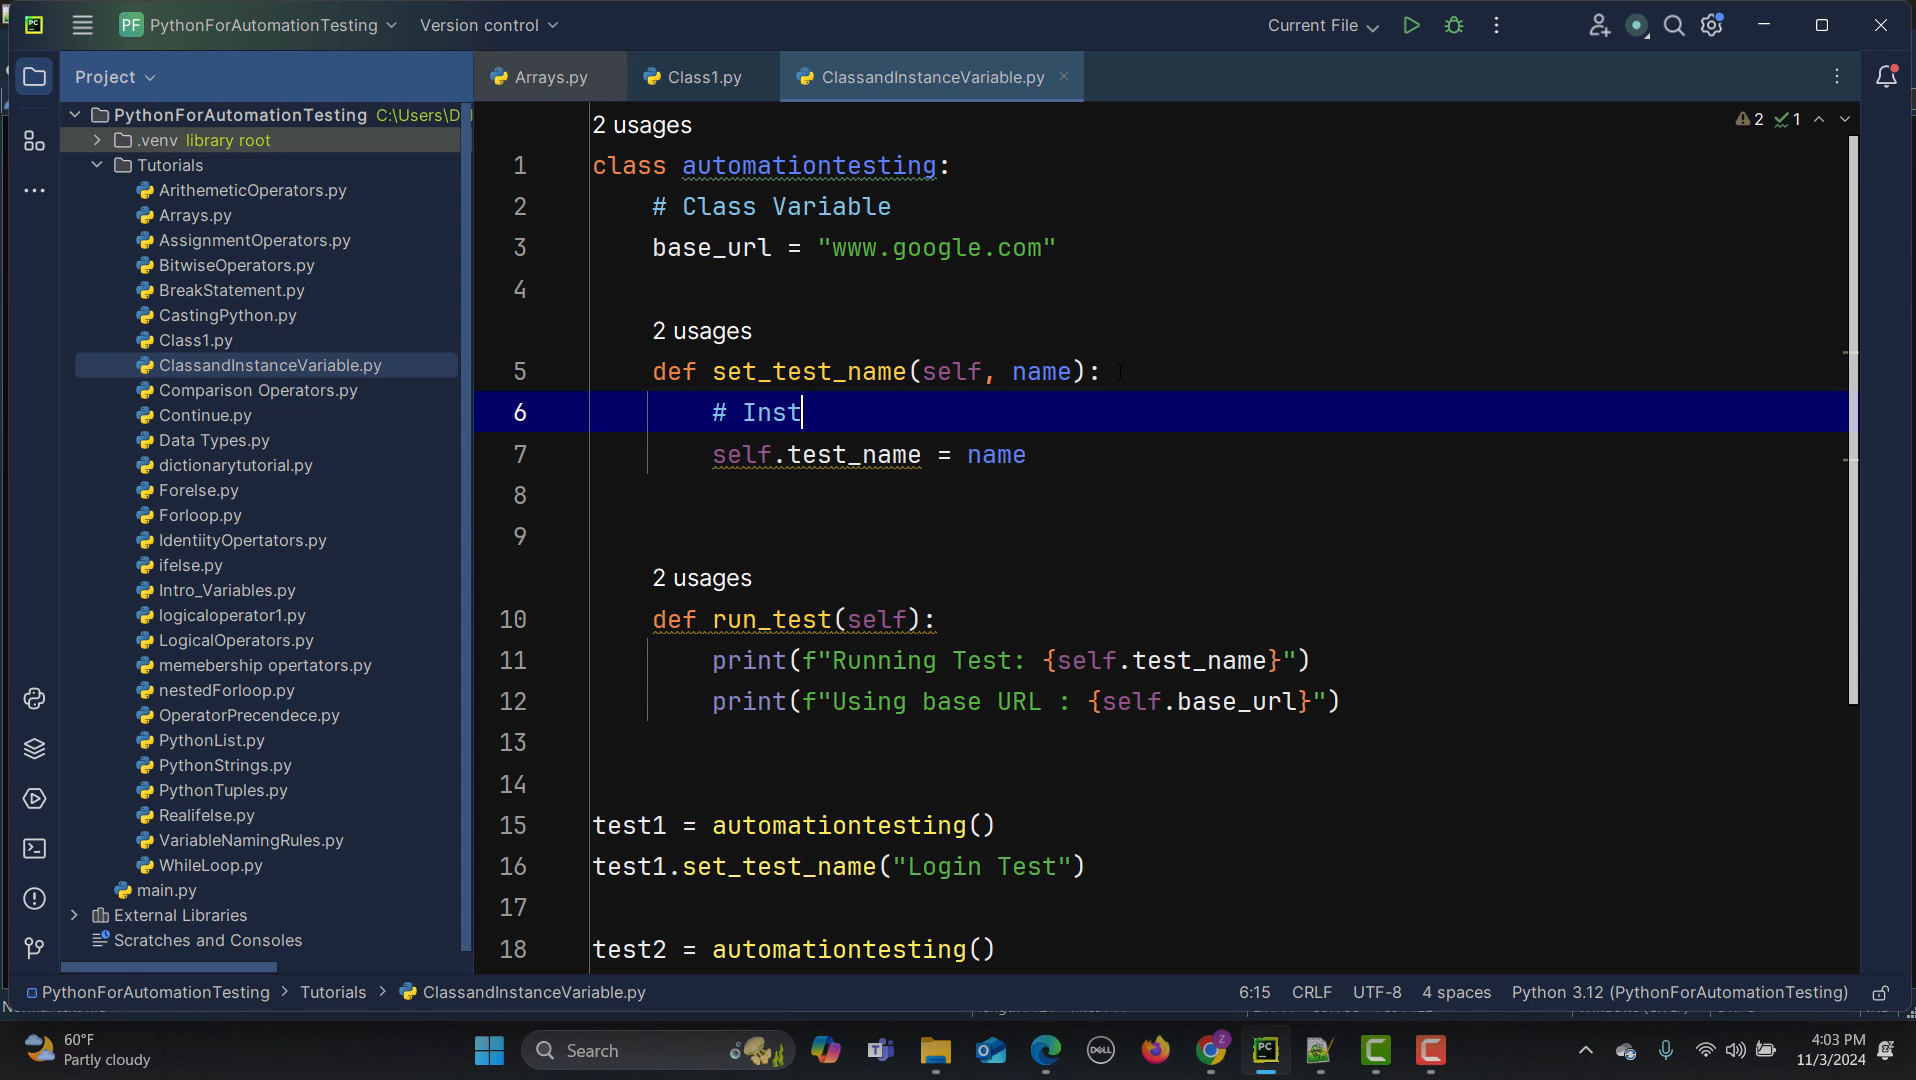 PC
PF PythonForAutomationTesting
Version control
Current File
Project
Arrays.py
Class1.py
ClassandInstanceVariable.py
PythonForAutomationTesting C:\Users\D
.venv library root
Tutorials
ArithemeticOperators.py
Arrays.py
AssignmentOperators.py
BitwiseOperators.py
BreakStatement.py
CastingPython.py
Class1.py
ClassandInstanceVariable.py
Comparison Operators.py
Continue.py
Data Types.py
dictionarytutorial.py
Forelse.py
Forloop.py
IdentiityOpertators.py
ifelse.py
Intro_Variables.py
logicaloperator1.py
LogicalOperators.py
memebership opertators.py
nestedForloop.py
OperatorPrecendece.py
PythonList.py
PythonStrings.py
PythonTuples.py
Realifelse.py
VariableNamingRules.py
WhileLoop.py
main.py
External Libraries
Scratches and Consoles
2 usages
2 1
1 class automationtesting:
2 # Class Variable
3 base_url = "www.google.com"
4
2 usages
5 def set_test_name(self, name):
6 # Inst
7 self.test_name = name
8
9
2 usages
10 def run_test(self):
11 print(f"Running Test: {self.test_name}")
12 print(f"Using base URL : {self.base_url}")
13
14
15 test1 = automationtesting()
16 test1.set_test_name("Login Test")
17
18 test2 = automationtesting()
PythonForAutomationTesting > Tutorials > ClassandInstanceVariable.py
6:15 CRLF UTF-8 4 spaces Python 3.12 (PythonForAutomationTesting)
60°F
Partly cloudy
Search
DELL
Z
PC
4:03 PM
11/3/2024